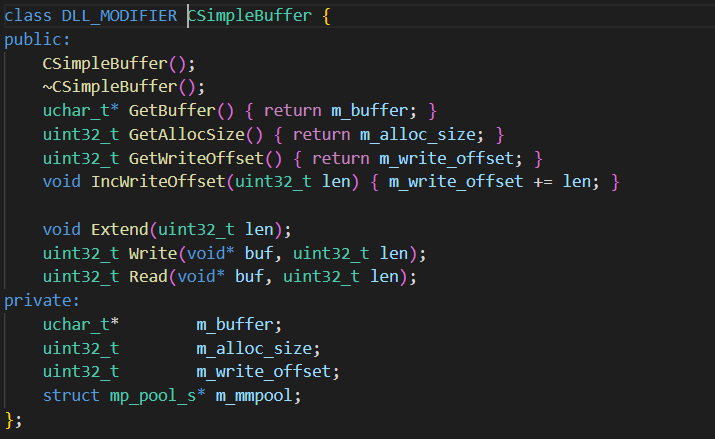 class DLL_MODIFIER CSimpleBuffer {
public:
    CSimpleBuffer();
    ~CSimpleBuffer();
    uchar_t* GetBuffer() { return m_buffer; }
    uint32_t GetAllocSize() { return m_alloc_size; }
    uint32_t GetWriteOffset() { return m_write_offset; }
    void IncWriteOffset(uint32_t len) { m_write_offset += len; }

    void Extend(uint32_t len);
    uint32_t Write(void* buf, uint32_t len);
    uint32_t Read(void* buf, uint32_t len);
private:
    uchar_t*        m_buffer;
    uint32_t        m_alloc_size;
    uint32_t        m_write_offset;
    struct mp_pool_s* m_mmpool;
};